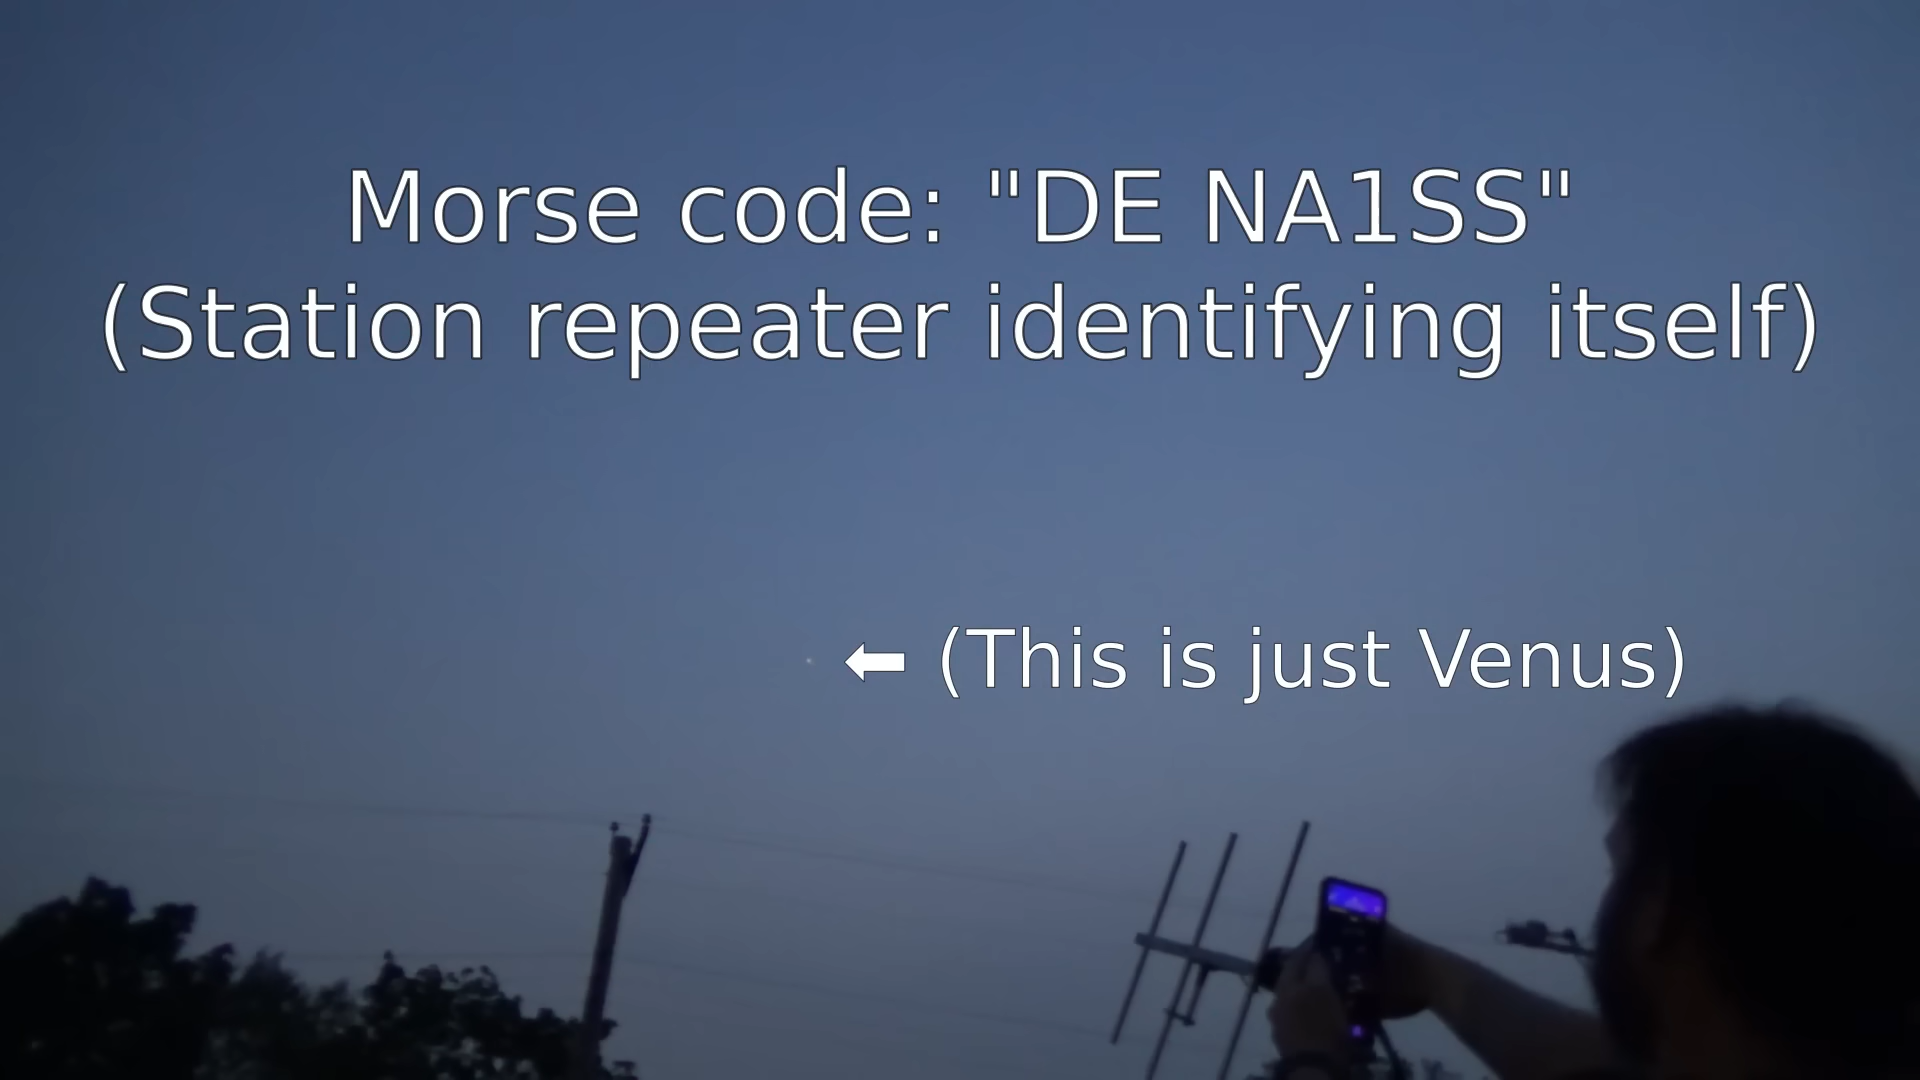 Morse code: "DE NA1SS"
(Station repeater identifying itself)
⬅ (This is just Venus)